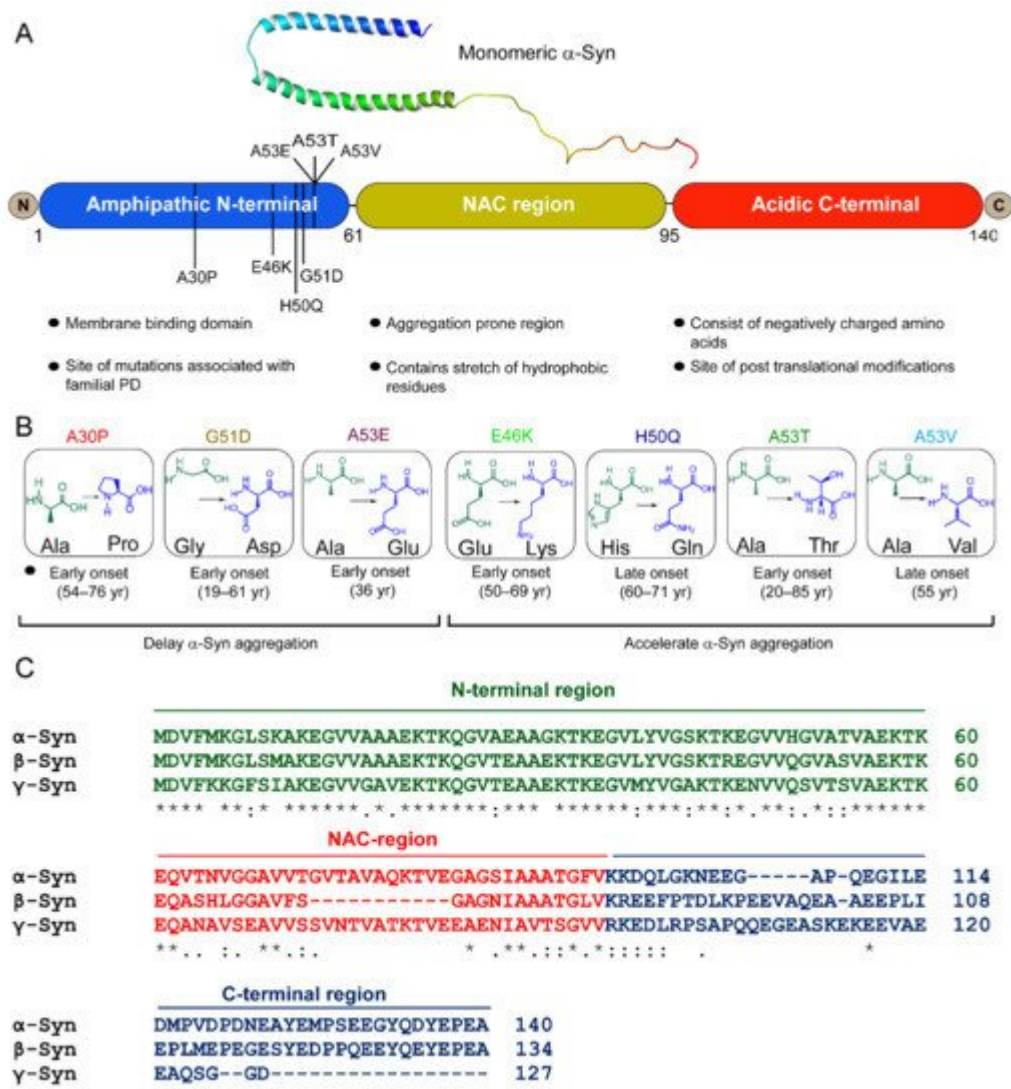 A
Monomeric α-Syn
A53E A53T A53V
N Amphipathic N-terminal NAC region Acidic C-terminal C
1 61 95 140
A30P E46K H50Q G51D
● Membrane binding domain
● Site of mutations associated with
familial PD
● Aggregation prone region
● Contains stretch of hydrophobic
residues
● Consist of negatively charged amino
acids
● Site of post translational modifications
B
A30P G51D A53E E46K H50Q A53T A53V
Ala Pro Gly Asp Ala Glu Glu Lys His Gln Ala Thr Ala Val
● Early onset Early onset Early onset Early onset Late onset Early onset Late onset
(54–76 yr) (19–61 yr) (36 yr) (50–69 yr) (60–71 yr) (20–85 yr) (55 yr)
Delay α-Syn aggregation Accelerate α-Syn aggregation
C
N-terminal region
α-Syn MDVFMKGLSKAKEGVVAAAEKTKQGVAEAAGKTKEGVLYVGSKTKEGVVHGVATVAEKTK 60
β-Syn MDVFMKGLSMAKEGVVAAAEKTKQGVTEAAEKTKEGVLYVGSKTREGVVQGVASVAEKTK 60
γ-Syn MDVFKKGFSIAKEGVVGAVEKTKQGVTEAAEKTKEGVMYVGAKTKENVVQSVTSVAEKTK 60
**** **:* ******.*.*******:*** ******:***:**:*.**:.*::******
NAC-region
α-Syn EQVTNVGGAVVTGVTAVAQKTVEGAGSIAAATGFVKKDQLGKNEEG-----AP-QEGILE 114
β-Syn EQASHLGGAVFS-----------GAGNIAAATGLVKREEFPTDLKPEEVAQEA-AEEPLI 108
γ-Syn EQANAVSEAVVSSVNTVATKTVEEAENIAVTSGVVRKEDLRPSAPQQEGEASKEKEEVAE 120
**.. :. **.: * .**.::*.*:::: . *
C-terminal region
α-Syn DMPVDPDNEAYEMPSEEGYQDYEPEA 140
β-Syn EPLMEPEGESYEDPPQEEYQEYEPEA 134
γ-Syn EAQSG--GD----------------- 127